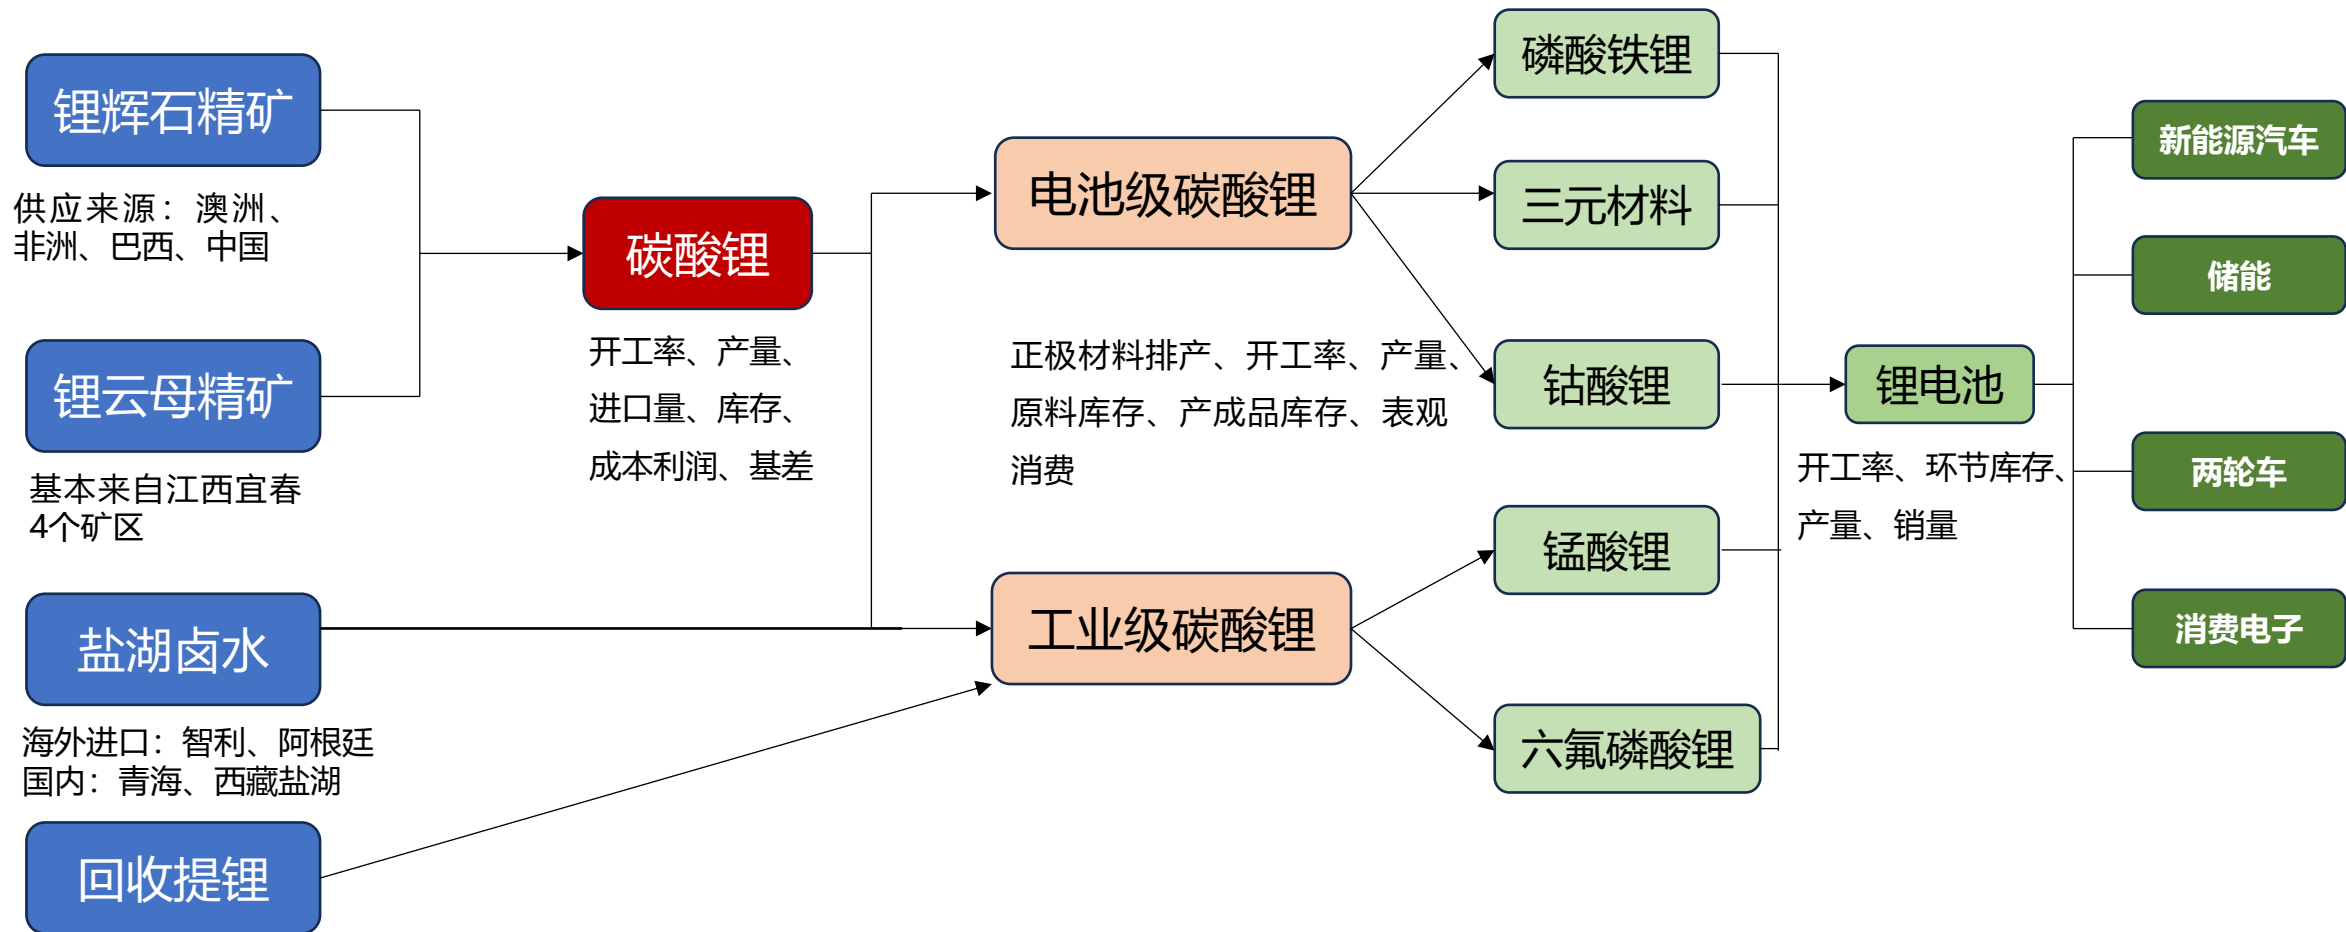 锂辉石精矿
供应来源：澳洲、
非洲、巴西、中国
锂云母精矿
基本来自江西宜春
4个矿区
盐湖卤水
海外进口：智利、阿根廷
国内：青海、西藏盐湖
回收提锂
碳酸锂
开工率、产量、
进口量、库存、
成本利润、基差
电池级碳酸锂
正极材料排产、开工率、产量、
原料库存、产成品库存、表观
消费
工业级碳酸锂
磷酸铁锂
三元材料
钴酸锂
锰酸锂
六氟磷酸锂
锂电池
开工率、环节库存、
产量、销量
新能源汽车
储能
两轮车
消费电子